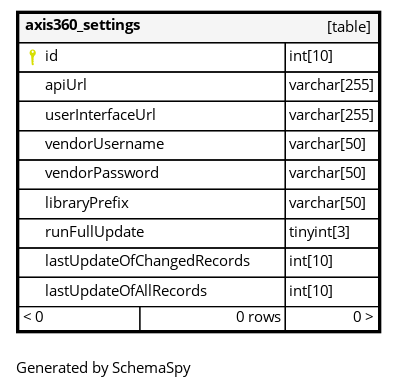 axis360_settings [table]
id int[10]
apiUrl varchar[255]
userInterfaceUrl varchar[255]
vendorUsername varchar[50]
vendorPassword varchar[50]
libraryPrefix varchar[50]
runFullUpdate tinyint[3]
lastUpdateOfChangedRecords int[10]
lastUpdateOfAllRecords int[10]
< 0 0 rows 0 >
Generated by SchemaSpy